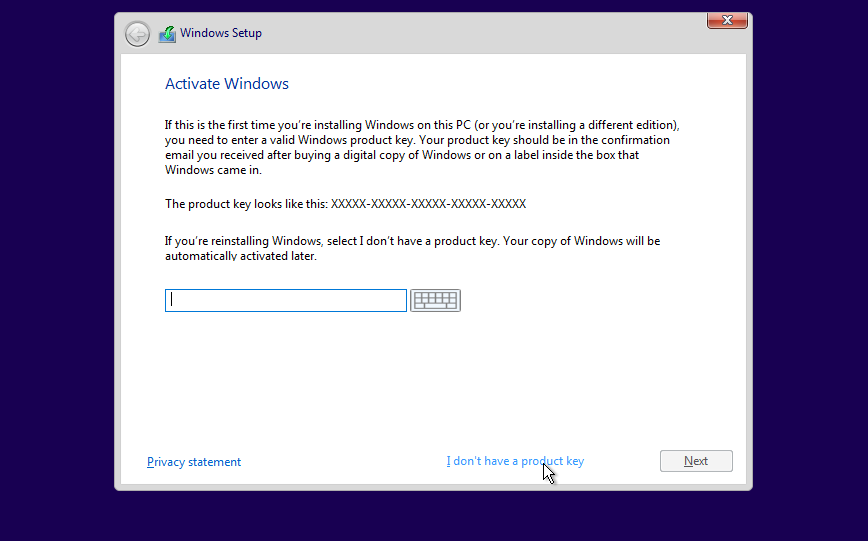 Windows Setup
Activate Windows
If this is the first time you're installing Windows on this PC (or you're installing a different edition),
you need to enter a valid Windows product key. Your product key should be in the confirmation
email you received after buying a digital copy of Windows or on a label inside the box that
Windows came in.
The product key looks like this: XXXXX-XXXXX-XXXXX-XXXXX-XXXXX
If you're reinstalling Windows, select I don't have a product key. Your copy of Windows will be
automatically activated later.
Privacy statement
I don't have a product key
Next